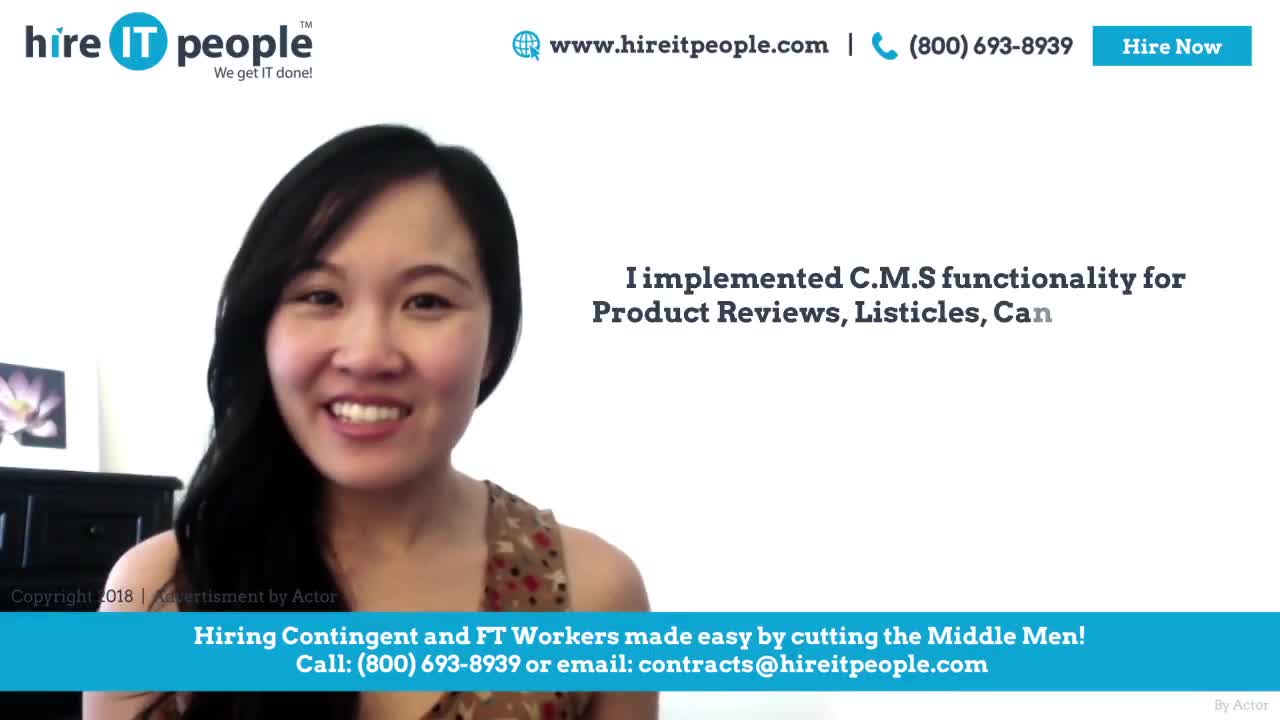 hire IT people™
We get IT done!
www.hireitpeople.com | (800) 693-8939
Hire Now
I implemented C.M.S functionality for
Product Reviews, Listicles, Can
Copyright 2018 | Advertisment by Actor
Hiring Contingent and FT Workers made easy by cutting the Middle Men!
Call: (800) 693-8939 or email: contracts@hireitpeople.com
By Actor